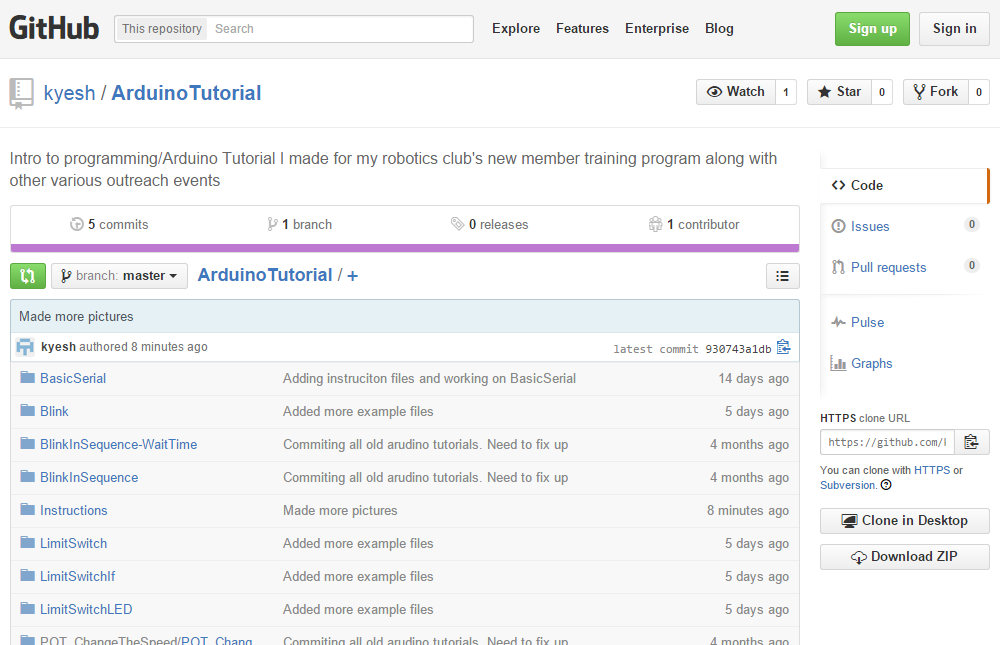 GitHub This repository Search Explore Features Enterprise Blog Sign up Sign in
kyesh / ArduinoTutorial Watch 1 Star 0 Fork 0
Intro to programming/Arduino Tutorial I made for my robotics club's new member training program along with
other various outreach events
5 commits 1 branch 0 releases 1 contributor
branch: master ArduinoTutorial / +
Made more pictures
kyesh authored 8 minutes ago latest commit 930743a1db
BasicSerial Adding instruciton files and working on BasicSerial 14 days ago
Blink Added more example files 5 days ago
BlinkInSequence-WaitTime Commiting all old arudino tutorials. Need to fix up 4 months ago
BlinkInSequence Commiting all old arudino tutorials. Need to fix up 4 months ago
Instructions Made more pictures 8 minutes ago
LimitSwitch Added more example files 5 days ago
LimitSwitchIf Added more example files 5 days ago
LimitSwitchLED Added more example files 5 days ago
POT_ChangeTheSpeed/POT_Chang Commiting all old arudino tutorials. Need to fix up 4 months ago
Code
Issues 0
Pull requests 0
Pulse
Graphs
HTTPS clone URL
https://github.com/
You can clone with HTTPS or
Subversion.
Clone in Desktop
Download ZIP